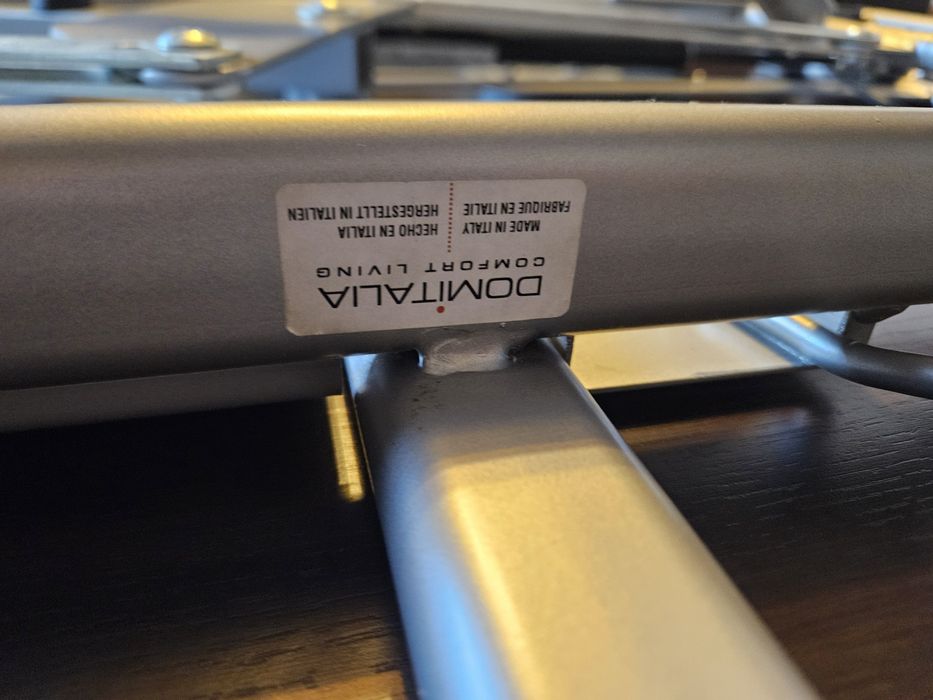 DOMITALIA
COMFORT LIVING
MADE IN ITALY
FABRIQUE EN ITALIE
HECHO EN ITALIA
HERGESTELLT IN ITALIEN